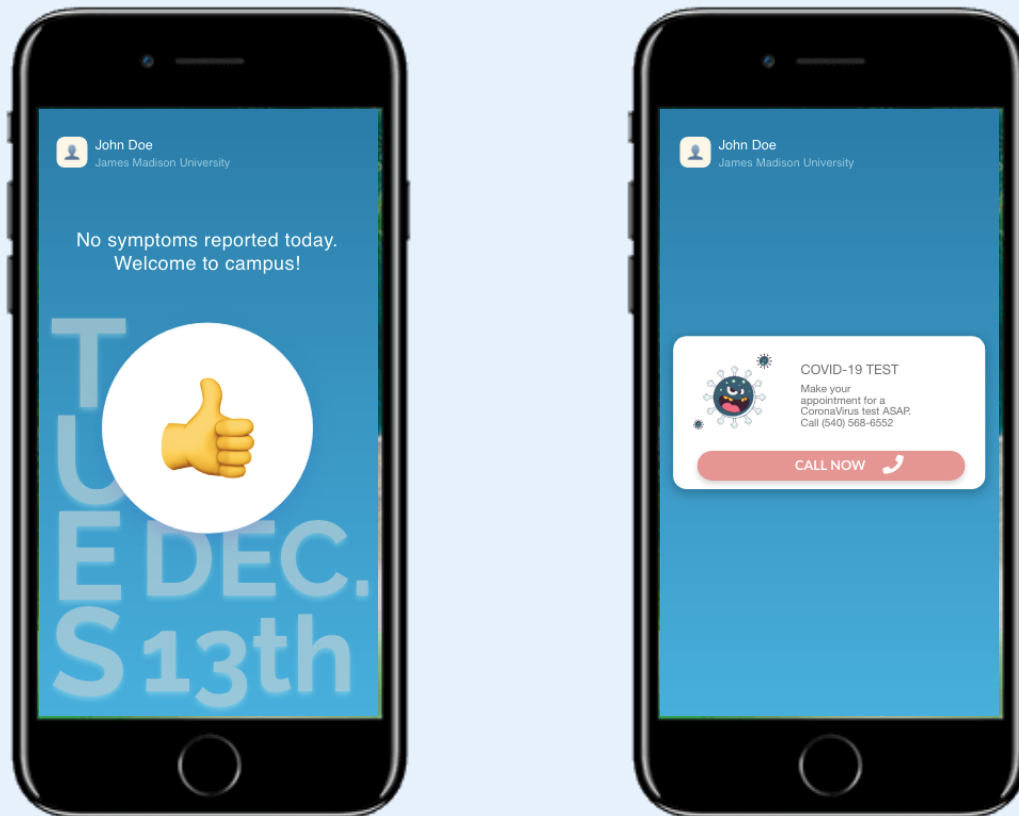 John Doe
James Madison University
No symptoms reported today.
Welcome to campus!
TUES
DEC.
13th
John Doe
James Madison University
COVID-19 TEST
Make your
appointment for a
CoronaVirus test ASAP.
Call (540) 568-6552
CALL NOW